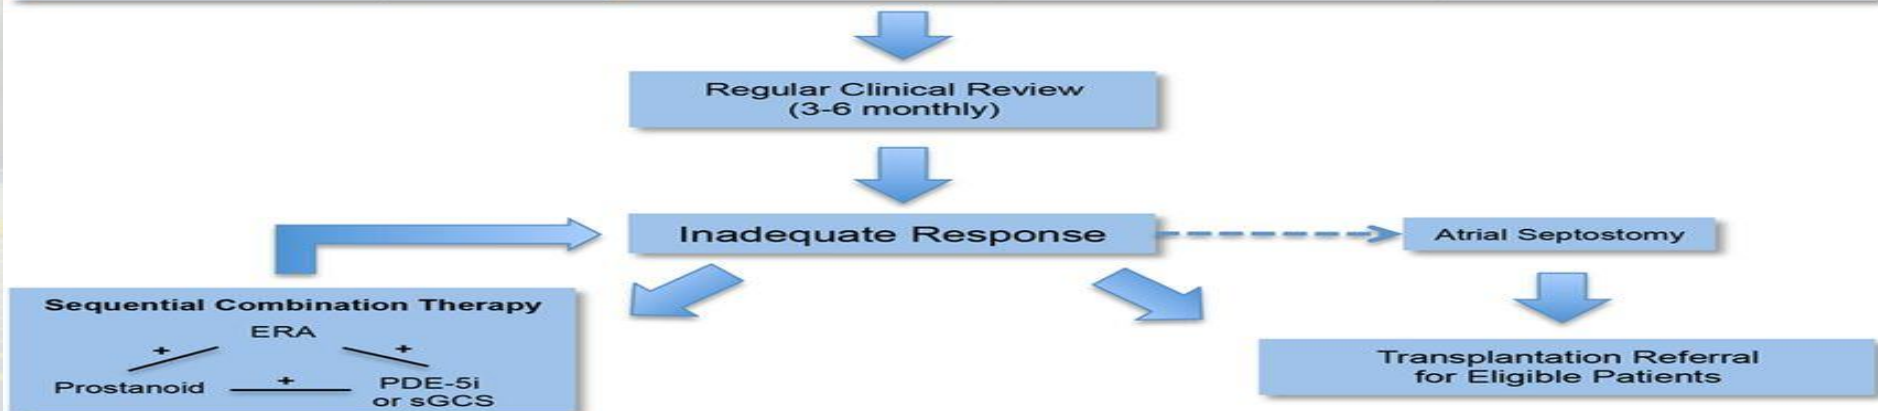 Regular Clinical Review
(3-6 monthly)
Inadequate Response
Atrial Septostomy
Sequential Combination Therapy
ERA
+
+
Prostanoid
+
PDE-5i
or sGCS
Transplantation Referral
for Eligible Patients